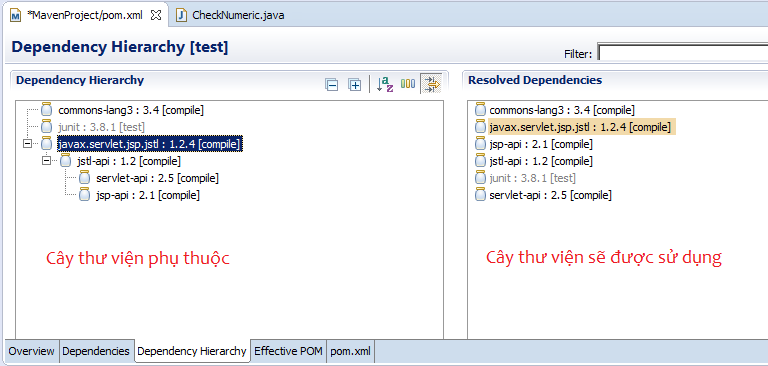 *MavenProject/pom.xml
CheckNumeric.java
Dependency Hierarchy [test]
Filter:
Dependency Hierarchy
commons-lang3 : 3.4 [compile]
junit : 3.8.1 [test]
javax.servlet.jsp.jstl : 1.2.4 [compile]
jstl-api : 1.2 [compile]
servlet-api : 2.5 [compile]
jsp-api : 2.1 [compile]
Cây thư viện phụ thuộc
Resolved Dependencies
commons-lang3 : 3.4 [compile]
javax.servlet.jsp.jstl : 1.2.4 [compile]
jsp-api : 2.1 [compile]
jstl-api : 1.2 [compile]
junit : 3.8.1 [test]
servlet-api : 2.5 [compile]
Cây thư viện sẽ được sử dụng
Overview Dependencies Dependency Hierarchy Effective POM pom.xml